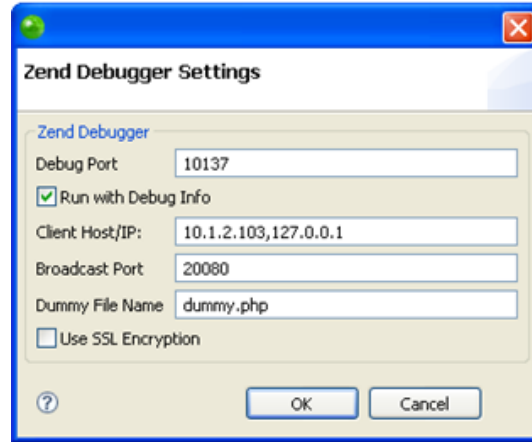 Zend Debugger Settings
Zend Debugger
Debug Port 10137
Run with Debug Info
Client Host/IP: 10.1.2.103,127.0.0.1
Broadcast Port 20080
Dummy File Name dummy.php
Use SSL Encryption
? OK Cancel